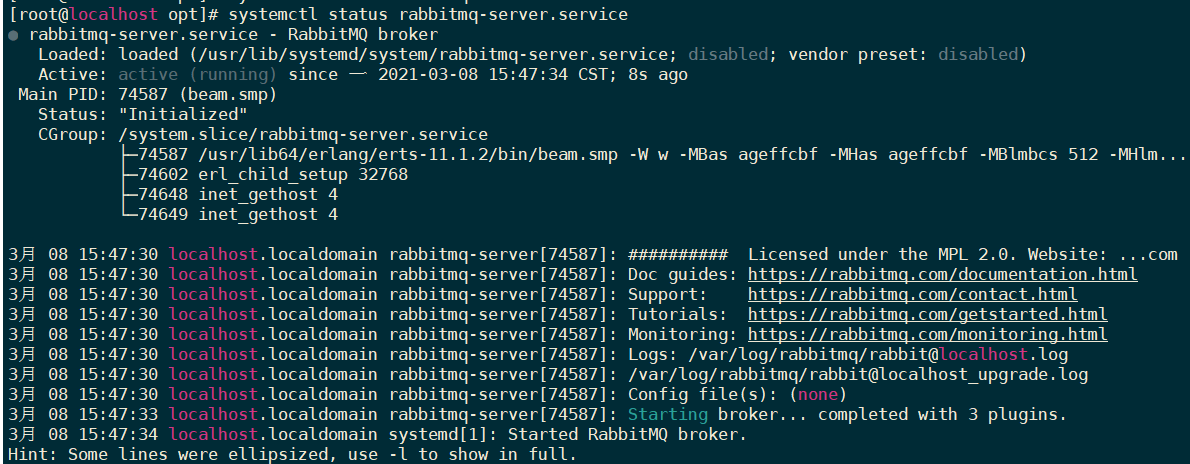 [root@localhost opt]# systemctl status rabbitmq-server.service
● rabbitmq-server.service - RabbitMQ broker
   Loaded: loaded (/usr/lib/systemd/system/rabbitmq-server.service; disabled; vendor preset: disabled)
   Active: active (running) since 一 2021-03-08 15:47:34 CST; 8s ago
 Main PID: 74587 (beam.smp)
   Status: "Initialized"
   CGroup: /system.slice/rabbitmq-server.service
           ├─74587 /usr/lib64/erlang/erts-11.1.2/bin/beam.smp -W w -MBas ageffcbf -MHas ageffcbf -MBlmbcs 512 -MHlm...
           ├─74602 erl_child_setup 32768
           ├─74648 inet_gethost 4
           └─74649 inet_gethost 4
3月 08 15:47:30 localhost.localdomain rabbitmq-server[74587]: ##########  Licensed under the MPL 2.0. Website: ...com
3月 08 15:47:30 localhost.localdomain rabbitmq-server[74587]: Doc guides: https://rabbitmq.com/documentation.html
3月 08 15:47:30 localhost.localdomain rabbitmq-server[74587]: Support:    https://rabbitmq.com/contact.html
3月 08 15:47:30 localhost.localdomain rabbitmq-server[74587]: Tutorials:  https://rabbitmq.com/getstarted.html
3月 08 15:47:30 localhost.localdomain rabbitmq-server[74587]: Monitoring: https://rabbitmq.com/monitoring.html
3月 08 15:47:30 localhost.localdomain rabbitmq-server[74587]: Logs: /var/log/rabbitmq/rabbit@localhost.log
3月 08 15:47:30 localhost.localdomain rabbitmq-server[74587]: /var/log/rabbitmq/rabbit@localhost_upgrade.log
3月 08 15:47:30 localhost.localdomain rabbitmq-server[74587]: Config file(s): (none)
3月 08 15:47:33 localhost.localdomain rabbitmq-server[74587]: Starting broker... completed with 3 plugins.
3月 08 15:47:34 localhost.localdomain systemd[1]: Started RabbitMQ broker.
Hint: Some lines were ellipsized, use -l to show in full.